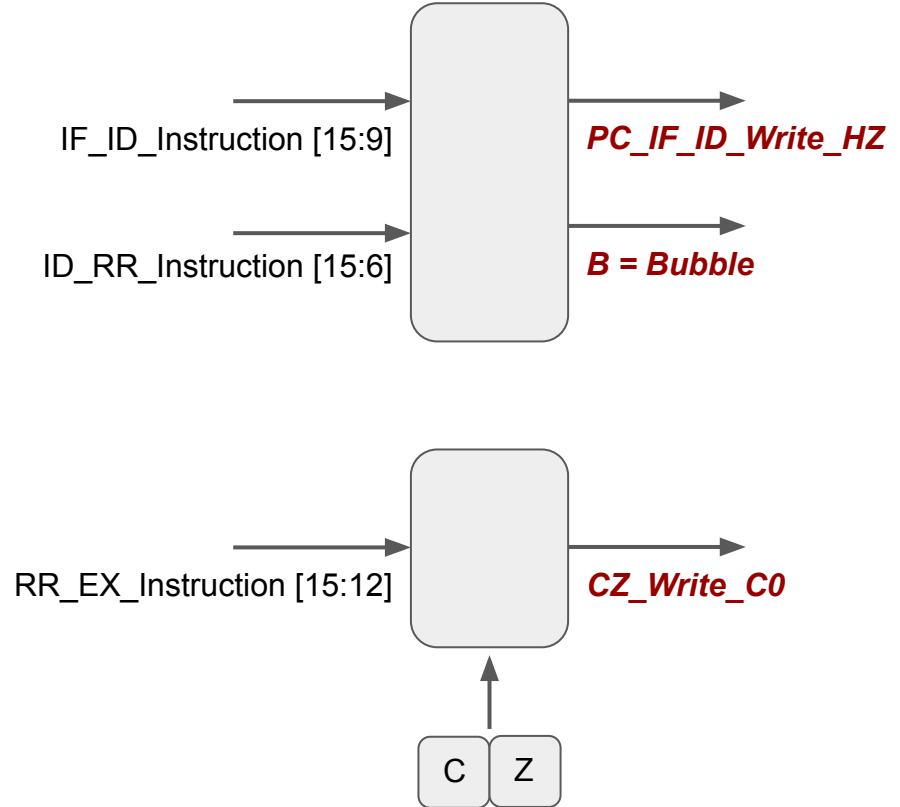 IF_ID_Instruction [15:9]
PC_IF_ID_Write_HZ
ID_RR_Instruction [15:6]
B = Bubble
RR_EX_Instruction [15:12]
CZ_Write_C0
C
Z